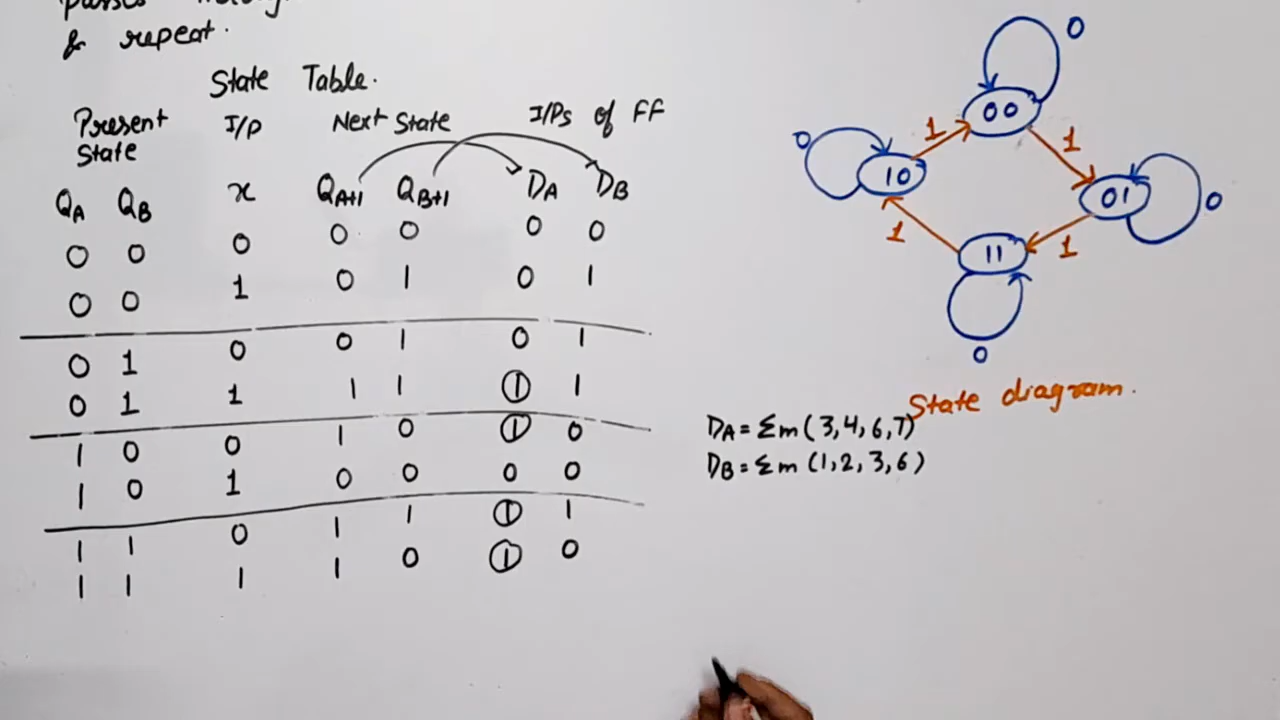 & repeat.
State Table.
Present State I/P Next State I/Ps of FF
QA QB x QA+1 QB+1 DA DB
0 0 0 0 0 0 0
0 0 1 0 1 0 1
0 1 0 0 1 0 1
0 1 1 1 1 1 1
1 0 0 1 0 1 0
1 0 1 0 0 0 0
1 1 0 1 1 1 1
1 1 1 1 0 1 0
0
00
1 1
0
10
01
0
1 1
11
0
State diagram.
DA = Σm (3,4,6,7)
DB = Σm (1,2,3,6)